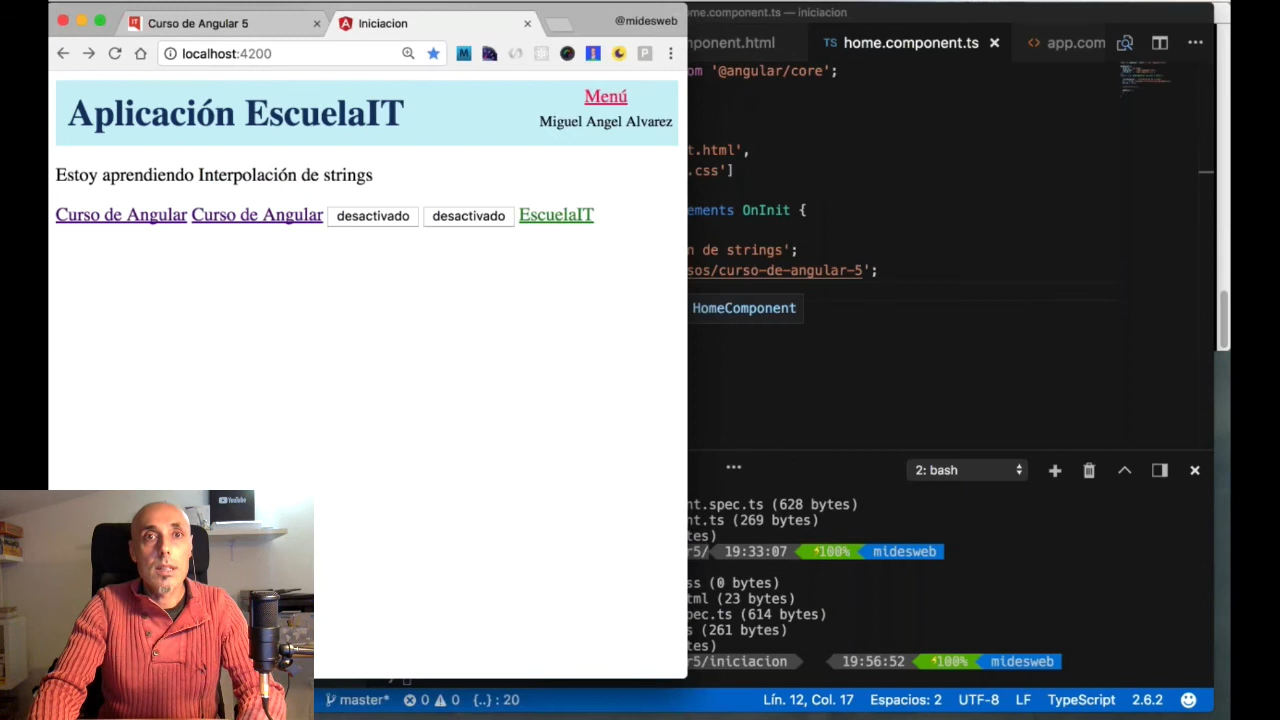 Curso de Angular 5
Iniciacion
@midesweb
localhost:4200
Aplicación EscuelaIT
Menú
Miguel Angel Alvarez
Estoy aprendiendo Interpolación de strings
Curso de Angular Curso de Angular desactivado desactivado EscuelaIT
me.component.ts — iniciacion
ponent.html
TS home.component.ts
<> app.com
om '@angular/core';
t.html',
.css']
ements OnInit {
n de strings';
sos/curso-de-angular-5';
HomeComponent
2: bash
nt.spec.ts (628 bytes)
nt.ts (269 bytes)
tes)
r5/ 19:33:07 100% midesweb
ss (0 bytes)
tml (23 bytes)
pec.ts (614 bytes)
s (261 bytes)
tes)
r5/iniciacion 19:56:52 100% midesweb
YouTube
master* 0 0 {..} : 20
Lín. 12, Col. 17 Espacios: 2 UTF-8 LF TypeScript 2.6.2